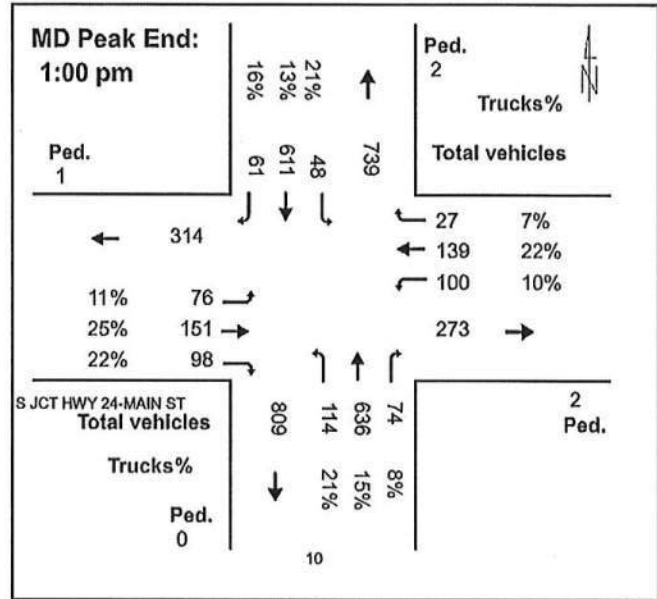 MD Peak End:
1:00 pm
Ped.
1
16% 13% 21%
61 611 48 739
Ped.
2
N
Trucks%
Total vehicles
314
27 7%
139 22%
100 10%
11% 76
25% 151
22% 98
273
S JCT HWY 24-MAIN ST
Total vehicles
Trucks%
Ped.
0
809 114 636 74
21% 15% 8%
2
Ped.
10